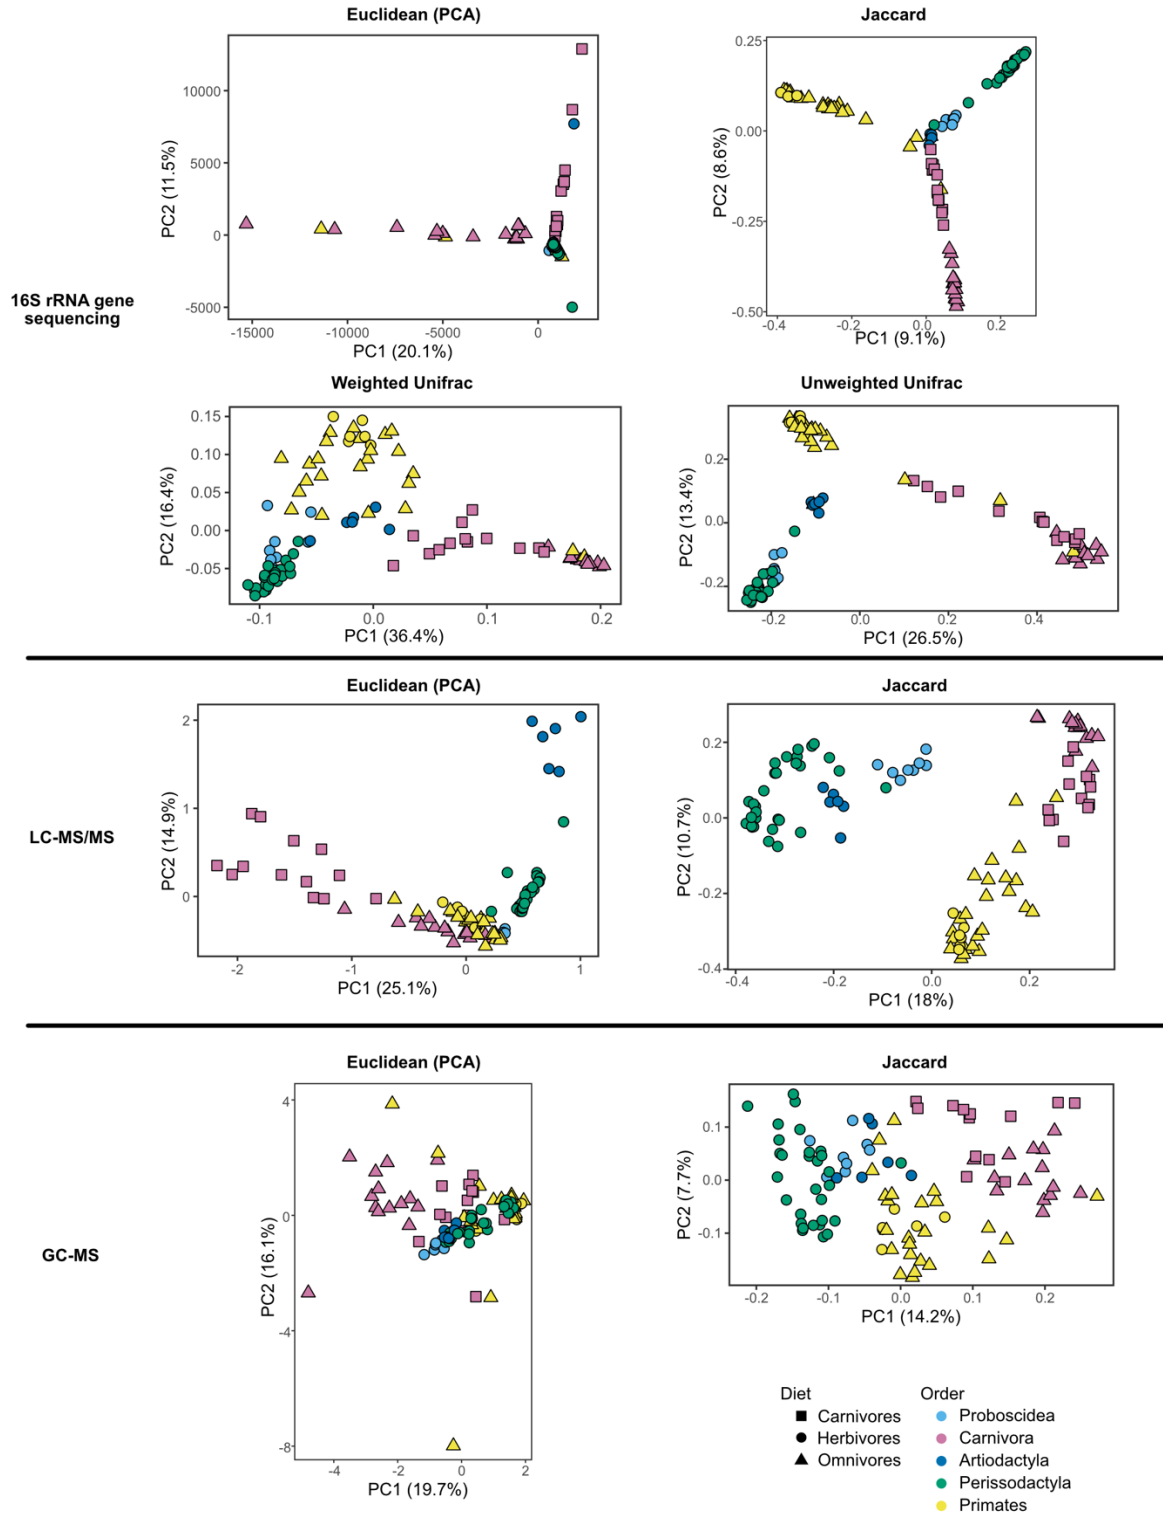 Euclidean (PCA)
Jaccard
16S rRNA gene
sequencing
PC2 (11.5%)
10000
5000
0
-5000
-15000
-10000
-5000
0
PC1 (20.1%)
PC2 (8.6%)
0.25
0.00
-0.25
-0.50
-0.4
-0.2
0.0
0.2
PC1 (9.1%)
Weighted Unifrac
Unweighted Unifrac
PC2 (16.4%)
0.15
0.10
0.05
0.00
-0.05
-0.1
0.0
0.1
0.2
PC1 (36.4%)
PC2 (13.4%)
0.2
0.0
-0.2
-0.2
0.0
0.2
0.4
PC1 (26.5%)
Euclidean (PCA)
Jaccard
LC-MS/MS
PC2 (14.9%)
2
1
0
-2
-1
0
1
PC1 (25.1%)
PC2 (10.7%)
0.2
0.0
-0.2
-0.4
-0.4
-0.2
0.0
0.2
PC1 (18%)
Euclidean (PCA)
Jaccard
GC-MS
PC2 (16.1%)
4
0
-4
-8
-4
-2
0
2
PC1 (19.7%)
PC2 (7.7%)
0.1
0.0
-0.1
-0.2
-0.1
0.0
0.1
0.2
PC1 (14.2%)
Diet
Carnivores
Herbivores
Omnivores
Order
Proboscidea
Carnivora
Artiodactyla
Perissodactyla
Primates